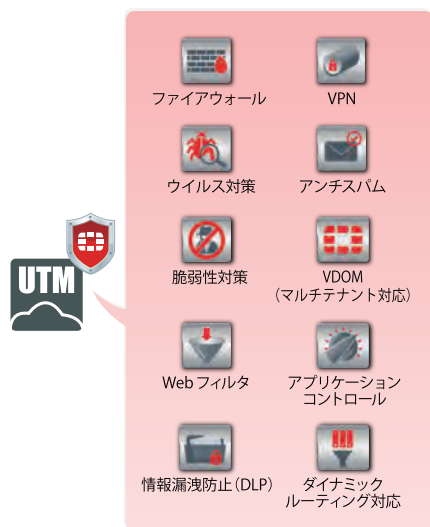 ファイアウォール
VPN
ウイルス対策
アンチスパム
UTM
脆弱性対策
VDOM
（マルチテナント対応）
Web フィルタ
アプリケーション
コントロール
情報漏洩防止（DLP）
ダイナミック
ルーティング対応